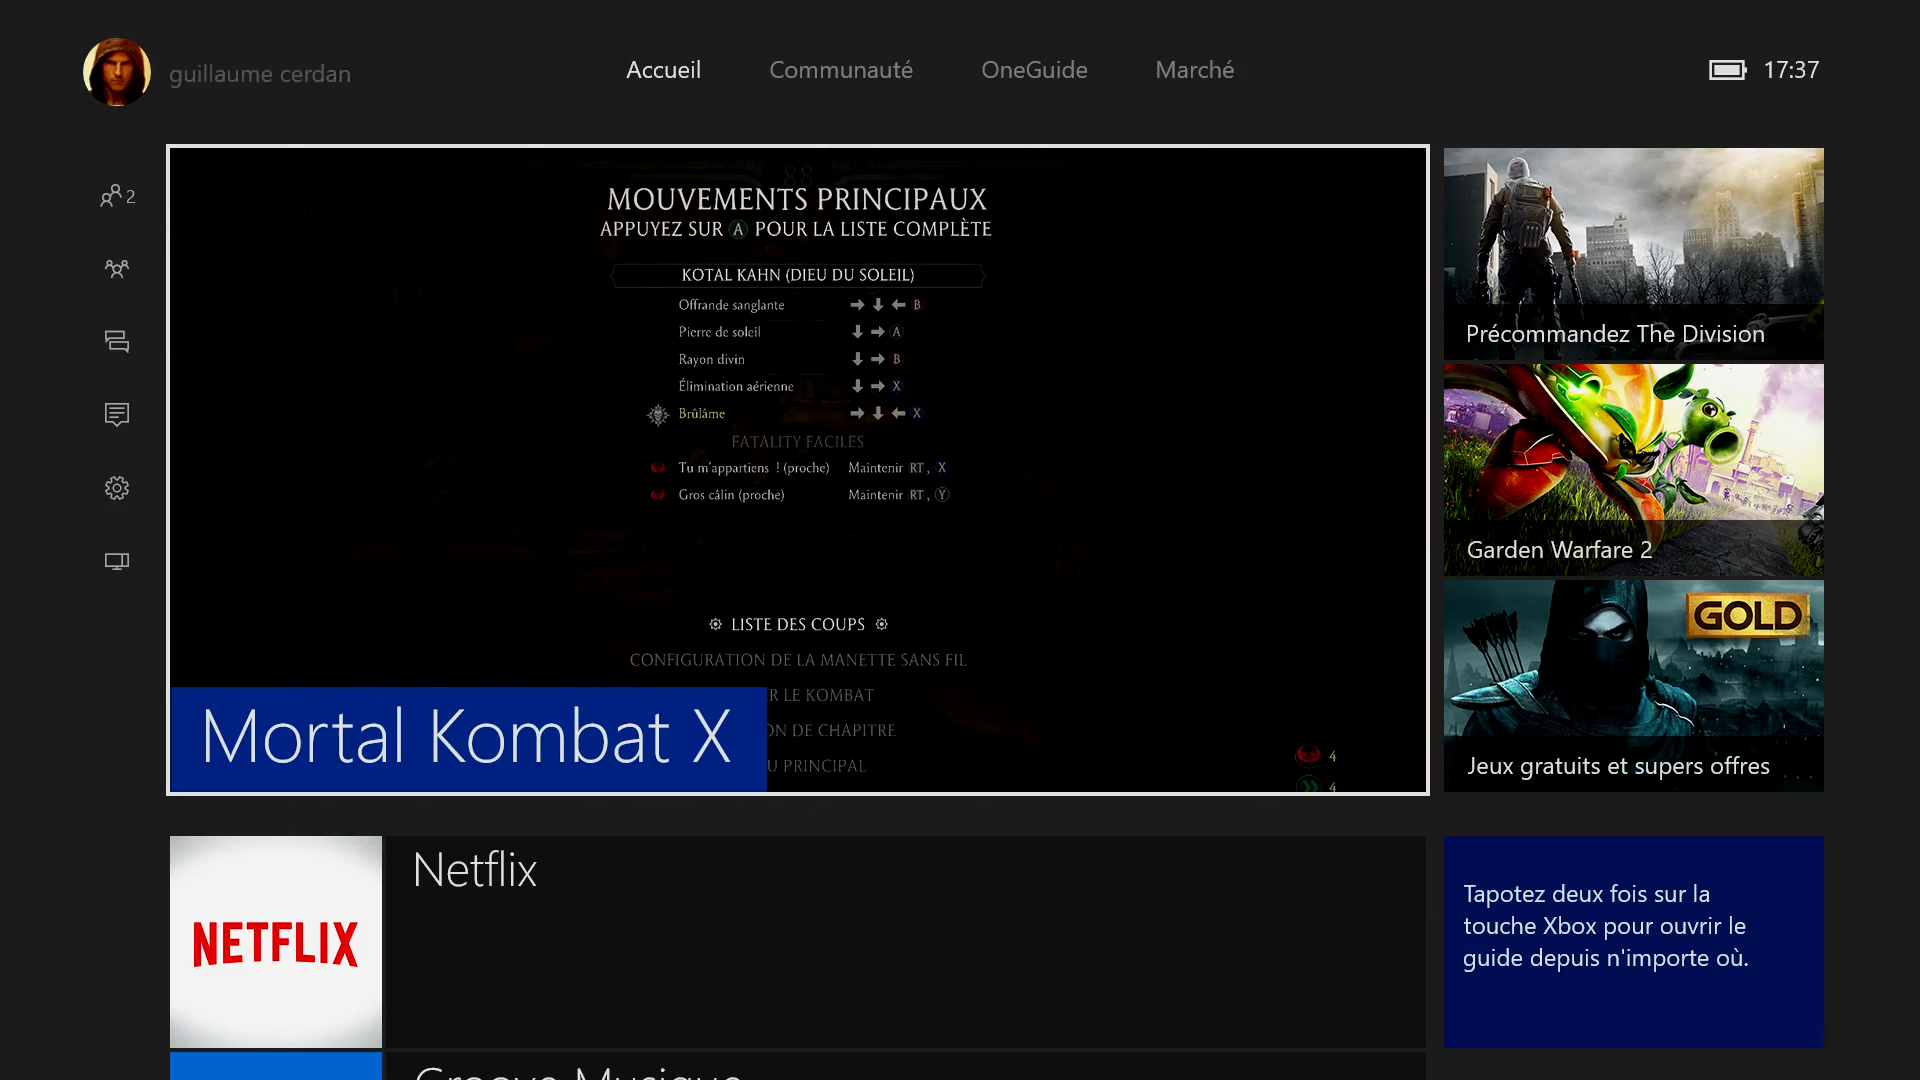 guillaume cerdan
Accueil
Communauté
OneGuide
Marché
17:37
2
MOUVEMENTS PRINCIPAUX
APPUYEZ SUR A POUR LA LISTE COMPLÈTE
KOTAL KAHN (DIEU DU SOLEIL)
Offrande sanglante → ↓ ← B
Pierre de soleil ↓ → A
Rayon divin ↓ → B
Élimination aérienne ↓ → X
Brûlâme → ↓ ← X
FATALITY FACILES
Tu m'appartiens ! (proche) Maintenir RT, X
Gros câlin (proche) Maintenir RT, Y
LISTE DES COUPS
CONFIGURATION DE LA MANETTE SANS FIL
R LE KOMBAT
ON DE CHAPITRE
U PRINCIPAL
4
4
Mortal Kombat X
Précommandez The Division
Garden Warfare 2
GOLD
Jeux gratuits et supers offres
NETFLIX
Netflix
Tapotez deux fois sur la
touche Xbox pour ouvrir le
guide depuis n'importe où.
Groove Musique